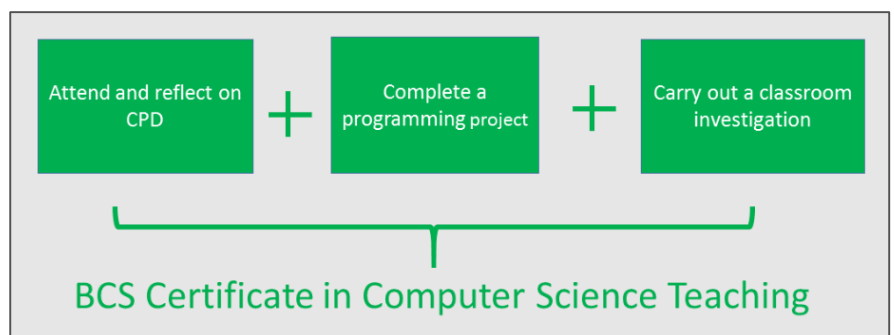 Attend and reflect on
CPD
+
Complete a
programming project
+
Carry out a classroom
investigation
BCS Certificate in Computer Science Teaching